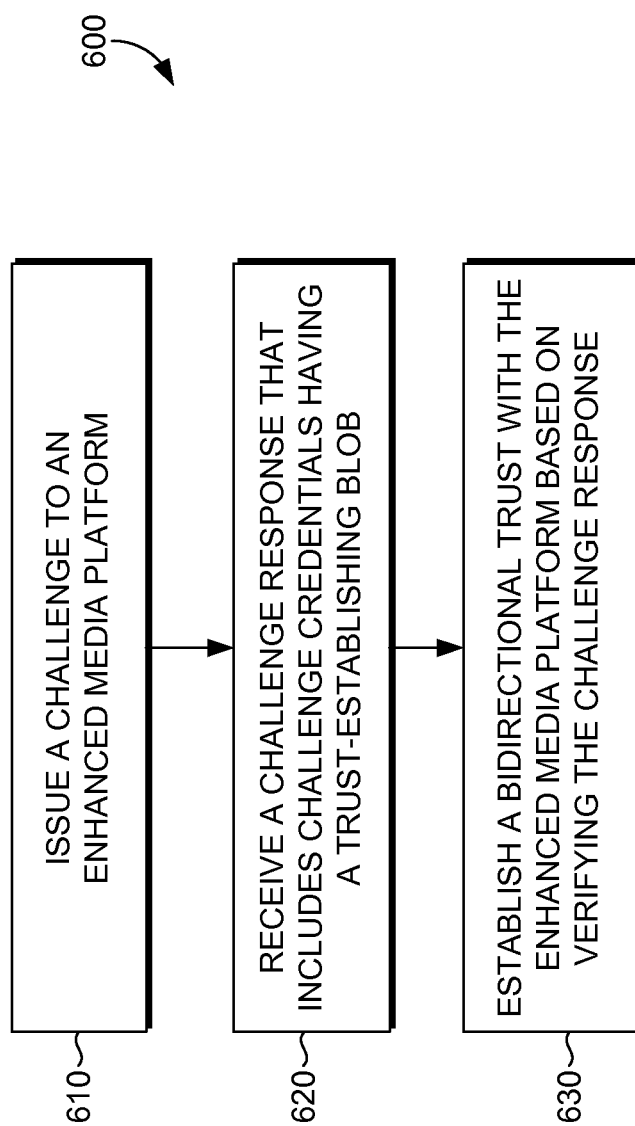 600
610
ISSUE A CHALLENGE TO AN
ENHANCED MEDIA PLATFORM
620
RECEIVE A CHALLENGE RESPONSE THAT
INCLUDES CHALLENGE CREDENTIALS HAVING
A TRUST-ESTABLISHING BLOB
630
ESTABLISH A BIDIRECTIONAL TRUST WITH THE
ENHANCED MEDIA PLATFORM BASED ON
VERIFYING THE CHALLENGE RESPONSE